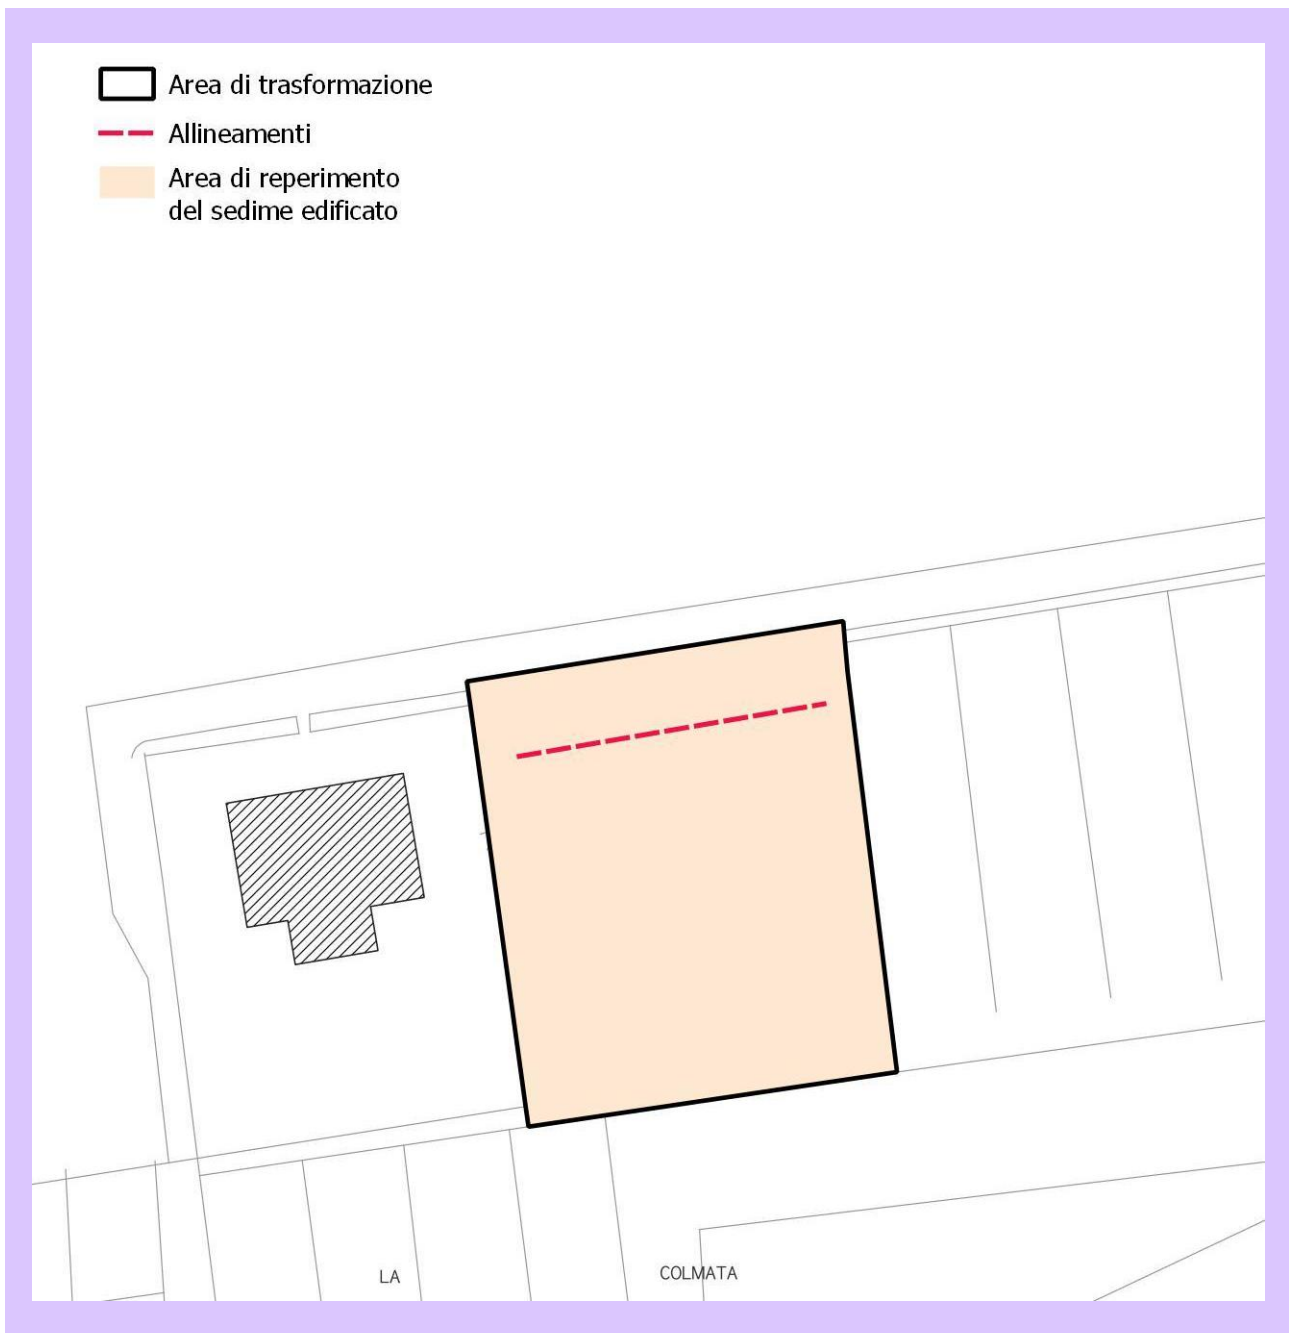 Area di trasformazione
Allineamenti
Area di reperimento
del sedime edificato
LA COLMATA